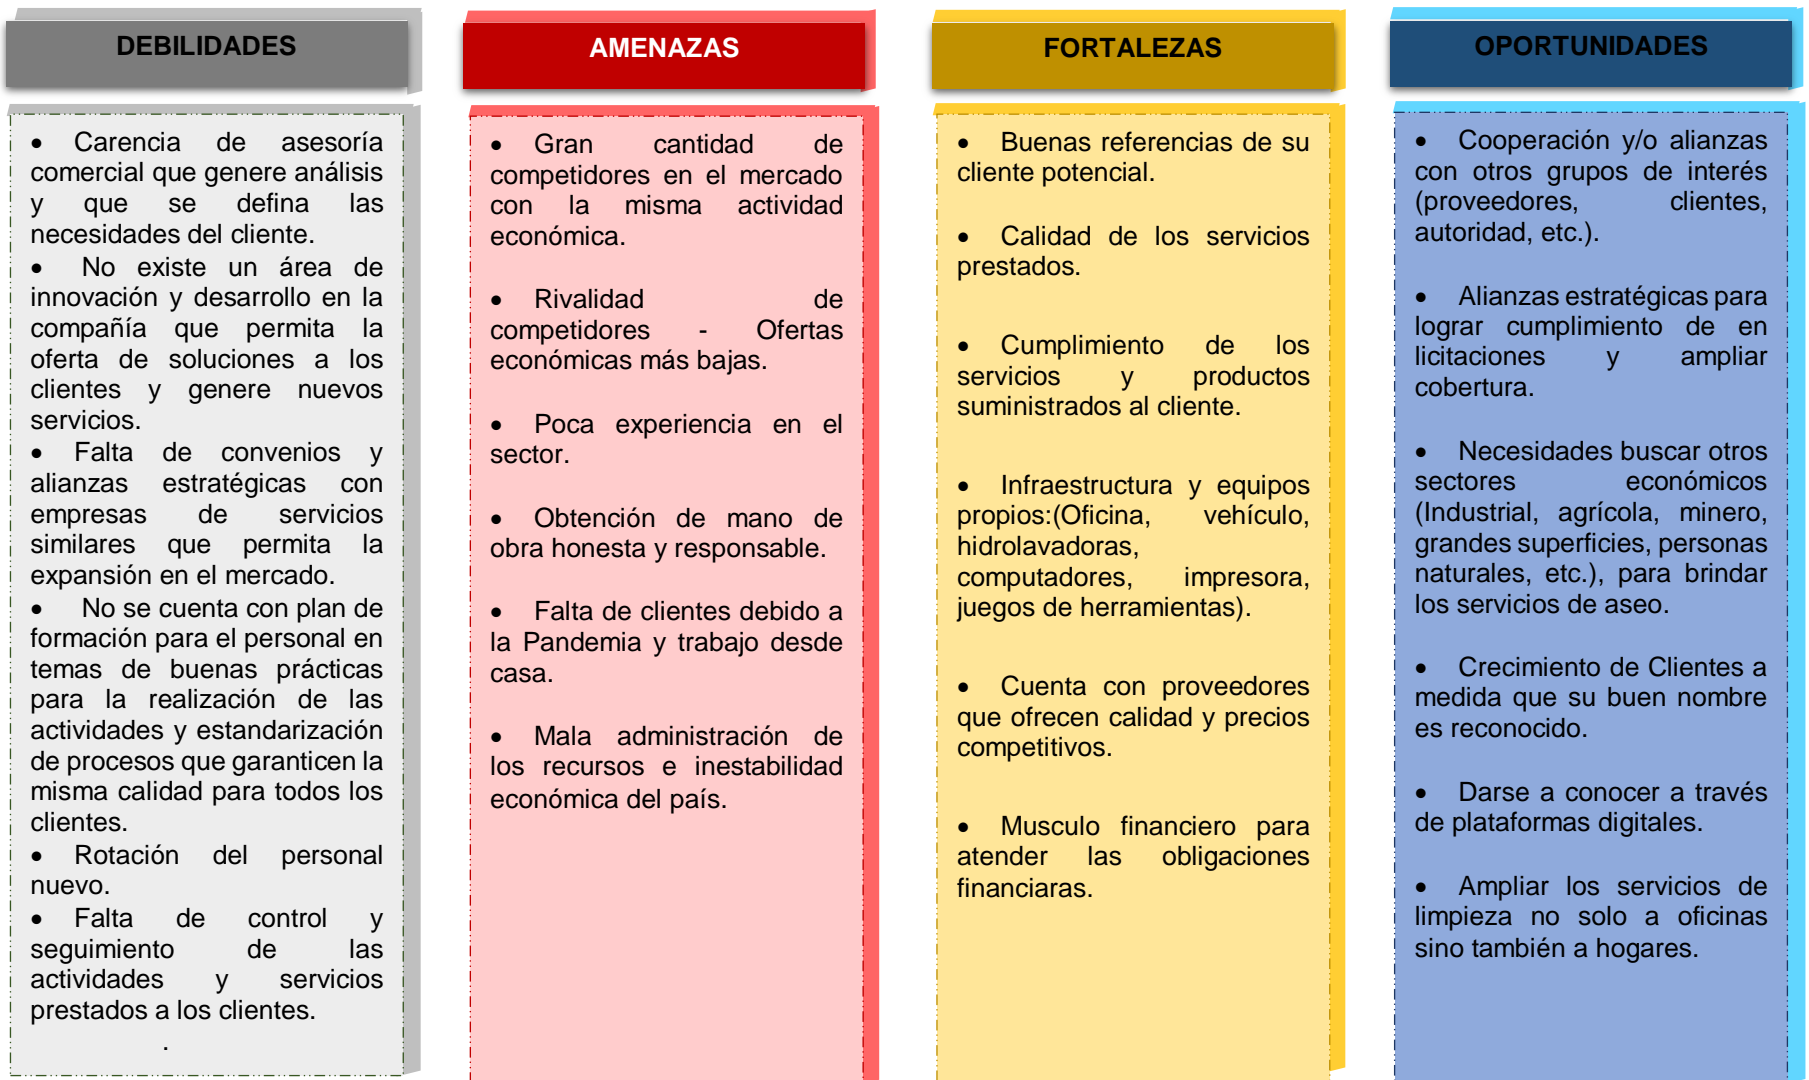 DEBILIDADES
• Carencia de asesoría
comercial que genere análisis
y que se defina las
necesidades del cliente.
• No existe un área de
innovación y desarrollo en la
compañía que permita la
oferta de soluciones a los
clientes y genere nuevos
servicios.
• Falta de convenios y
alianzas estratégicas con
empresas de servicios
similares que permita la
expansión en el mercado.
• No se cuenta con plan de
formación para el personal en
temas de buenas prácticas
para la realización de las
actividades y estandarización
de procesos que garanticen la
misma calidad para todos los
clientes.
• Rotación del personal
nuevo.
• Falta de control y
seguimiento de las
actividades y servicios
prestados a los clientes.
.
AMENAZAS
• Gran cantidad de
competidores en el mercado
con la misma actividad
económica.
• Rivalidad de
competidores - Ofertas
económicas más bajas.
• Poca experiencia en el
sector.
• Obtención de mano de
obra honesta y responsable.
• Falta de clientes debido a
la Pandemia y trabajo desde
casa.
• Mala administración de
los recursos e inestabilidad
económica del país.
FORTALEZAS
• Buenas referencias de su
cliente potencial.
• Calidad de los servicios
prestados.
• Cumplimiento de los
servicios y productos
suministrados al cliente.
• Infraestructura y equipos
propios:(Oficina, vehículo,
hidrolavadoras,
computadores, impresora,
juegos de herramientas).
• Cuenta con proveedores
que ofrecen calidad y precios
competitivos.
• Musculo financiero para
atender las obligaciones
financiaras.
OPORTUNIDADES
• Cooperación y/o alianzas
con otros grupos de interés
(proveedores, clientes,
autoridad, etc.).
• Alianzas estratégicas para
lograr cumplimiento de en
licitaciones y ampliar
cobertura.
• Necesidades buscar otros
sectores económicos
(Industrial, agrícola, minero,
grandes superficies, personas
naturales, etc.), para brindar
los servicios de aseo.
• Crecimiento de Clientes a
medida que su buen nombre
es reconocido.
• Darse a conocer a través
de plataformas digitales.
• Ampliar los servicios de
limpieza no solo a oficinas
sino también a hogares.